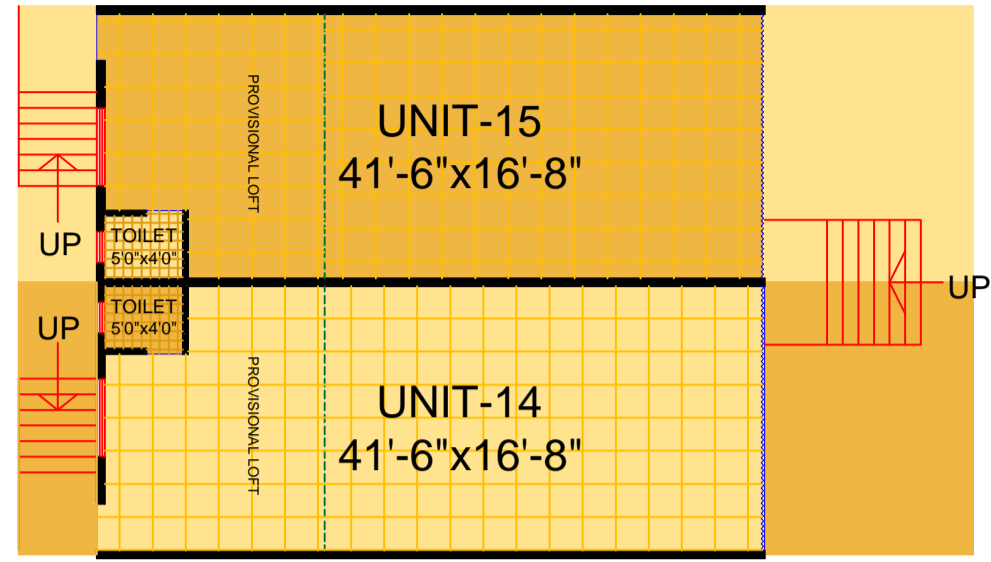 PROVISIONAL LOFT
UNIT-15
41'-6"x16'-8"
UP
TOILET
5'0"x4'0"
UP
TOILET
5'0"x4'0"
UP
PROVISIONAL LOFT
UNIT-14
41'-6"x16'-8"